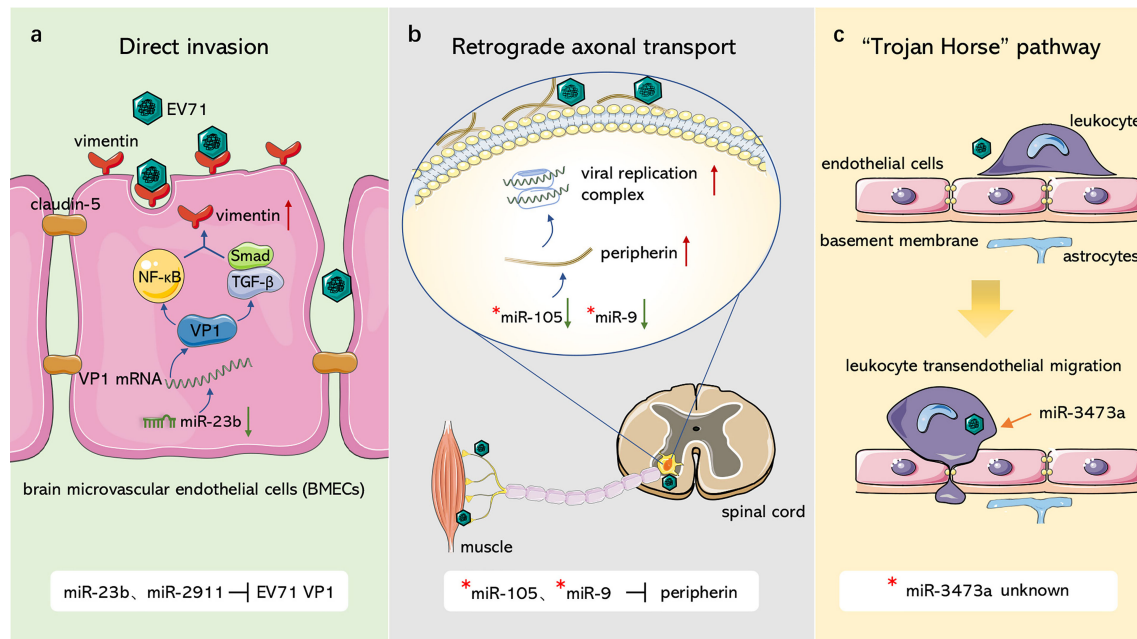 a
Direct invasion
EV71
vimentin
claudin-5
vimentin
NF-κB
Smad
TGF-β
VP1
VP1 mRNA
miR-23b
brain microvascular endothelial cells (BMECs)
miR-23b、miR-2911 ⊣ EV71 VP1
b
Retrograde axonal transport
viral replication
complex
peripherin
*miR-105
*miR-9
spinal cord
muscle
*miR-105、*miR-9 ⊣ peripherin
c
“Trojan Horse” pathway
leukocyte
endothelial cells
basement membrane
astrocytes
leukocyte transendothelial migration
miR-3473a
* miR-3473a unknown